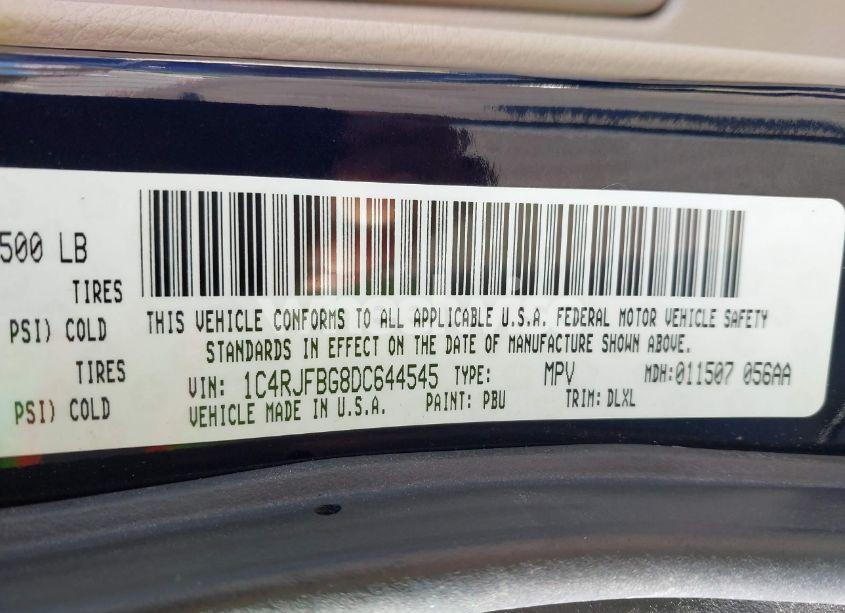 500 LB
TIRES
PSI) COLD
TIRES
PSI) COLD
THIS VEHICLE CONFORMS TO ALL APPLICABLE U.S.A. FEDERAL MOTOR VEHICLE SAFETY
STANDARDS IN EFFECT ON THE DATE OF MANUFACTURE SHOWN ABOVE.
VIN: 1C4RJFBG8DC644545 TYPE: MPV MDH:011507 056AA
VEHICLE MADE IN U.S.A. PAINT: PBU TRIM: DLXL